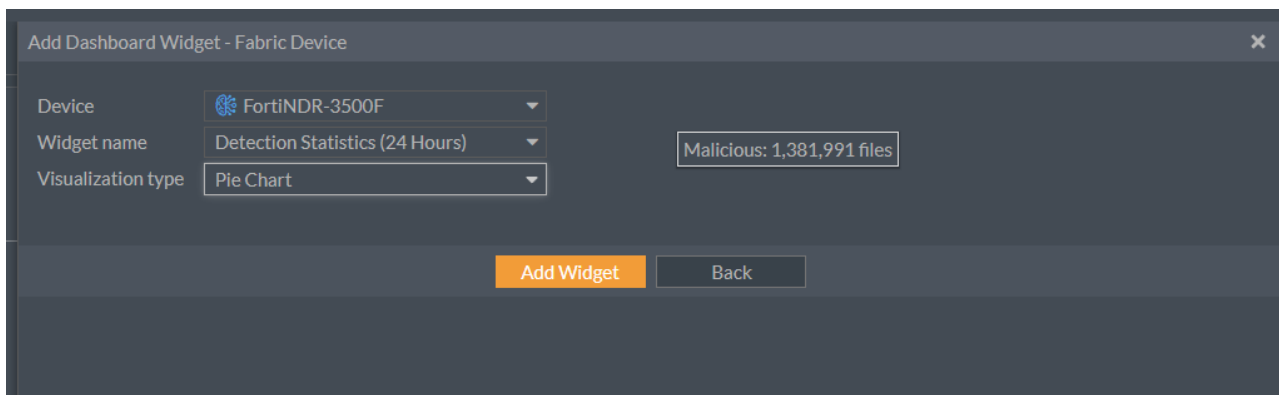 Add Dashboard Widget - Fabric Device
Device FortiNDR-3500F
Widget name Detection Statistics (24 Hours)
Malicious: 1,381,991 files
Visualization type Pie Chart
Add Widget Back